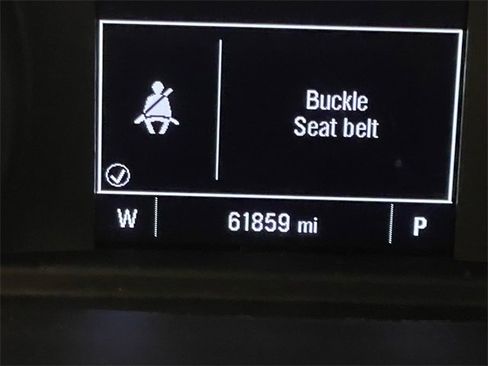 Buckle
Seat belt
W 61859 mi P